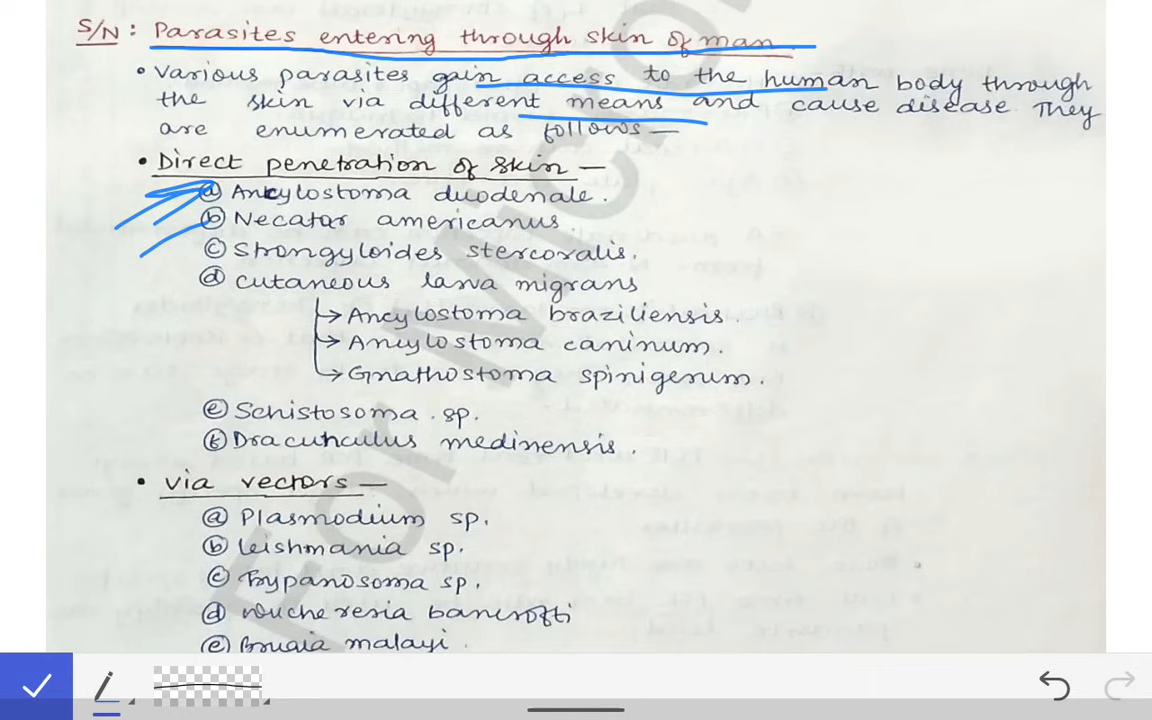 S/N: Parasites entering through skin of man.
• Various parasites gain access to the human body through
the skin via different means and cause disease They
are enumerated as follows—
• Direct penetration of skin —
ⓐ Ancylostoma duodenale.
ⓑ Necator americanus
ⓒ Strongyloides stercoralis.
ⓓ Cutaneous larva migrans
→ Ancylostoma braziliensis.
→ Ancylostoma caninum.
→ Gnathostoma spinigerum.
ⓔ Schistosoma. sp.
ⓕ Dracunculus medinensis.
• via vectors —
ⓐ Plasmodium sp.
ⓑ leishmania sp.
ⓒ Trypanosoma sp.
ⓓ Wuchereria bancrofti
ⓔ Brugia malayi.
For Micro